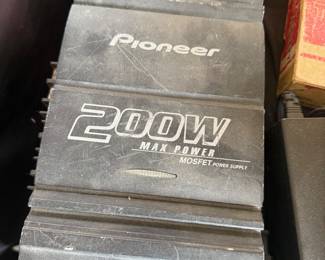 Pioneer
200W
MAX POWER
MOSFET POWER SUPPLY